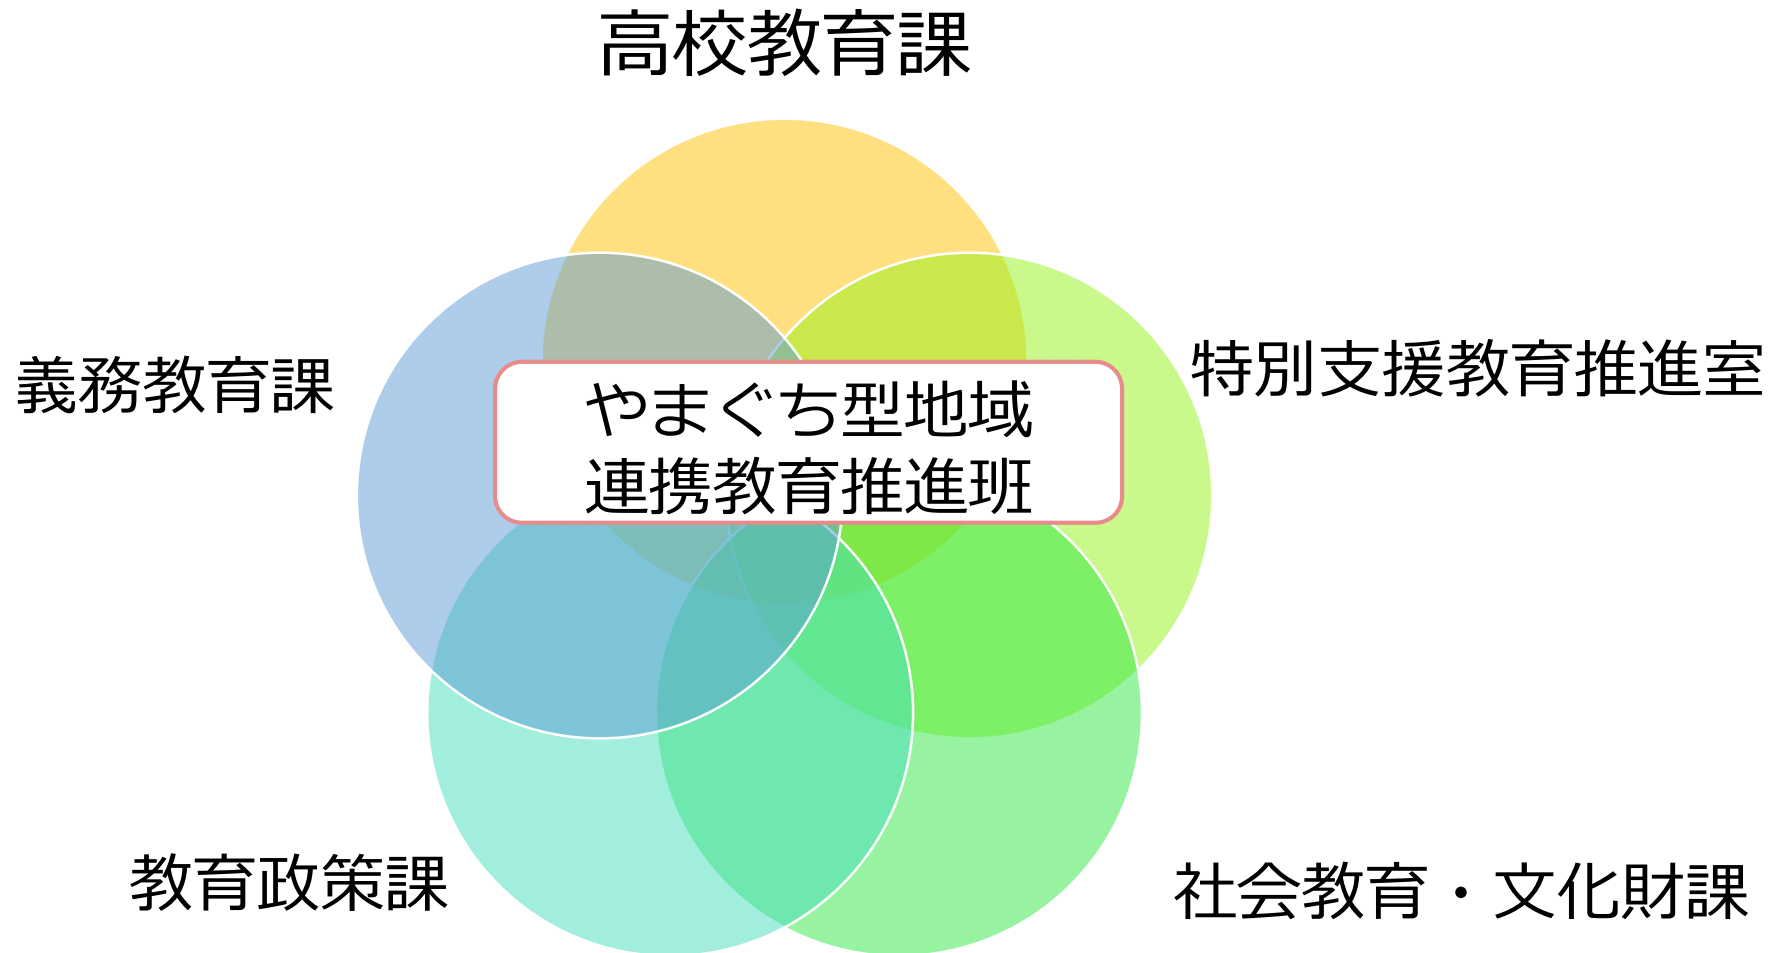 高校教育課
義務教育課
特別支援教育推進室
やまぐち型地域
連携教育推進班
教育政策課
社会教育・文化財課